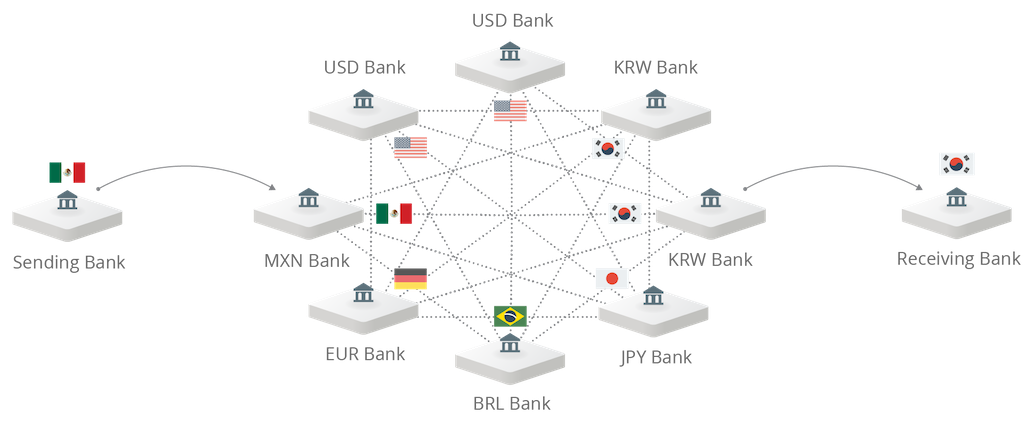 USD Bank
USD Bank
KRW Bank
Sending Bank
MXN Bank
KRW Bank
Receiving Bank
EUR Bank
JPY Bank
BRL Bank